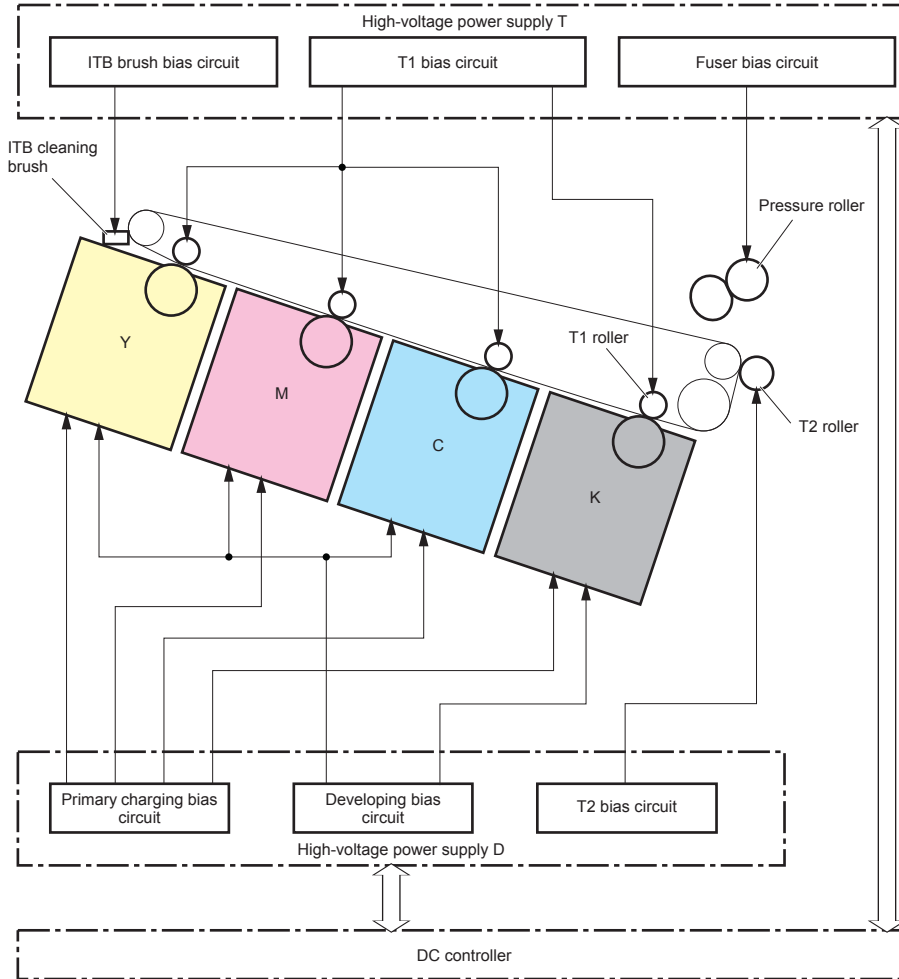 High-voltage power supply T
ITB brush bias circuit
T1 bias circuit
Fuser bias circuit
ITB cleaning
brush
Pressure roller
T1 roller
T2 roller
Y
M
C
K
Primary charging bias
circuit
Developing bias
circuit
T2 bias circuit
High-voltage power supply D
DC controller